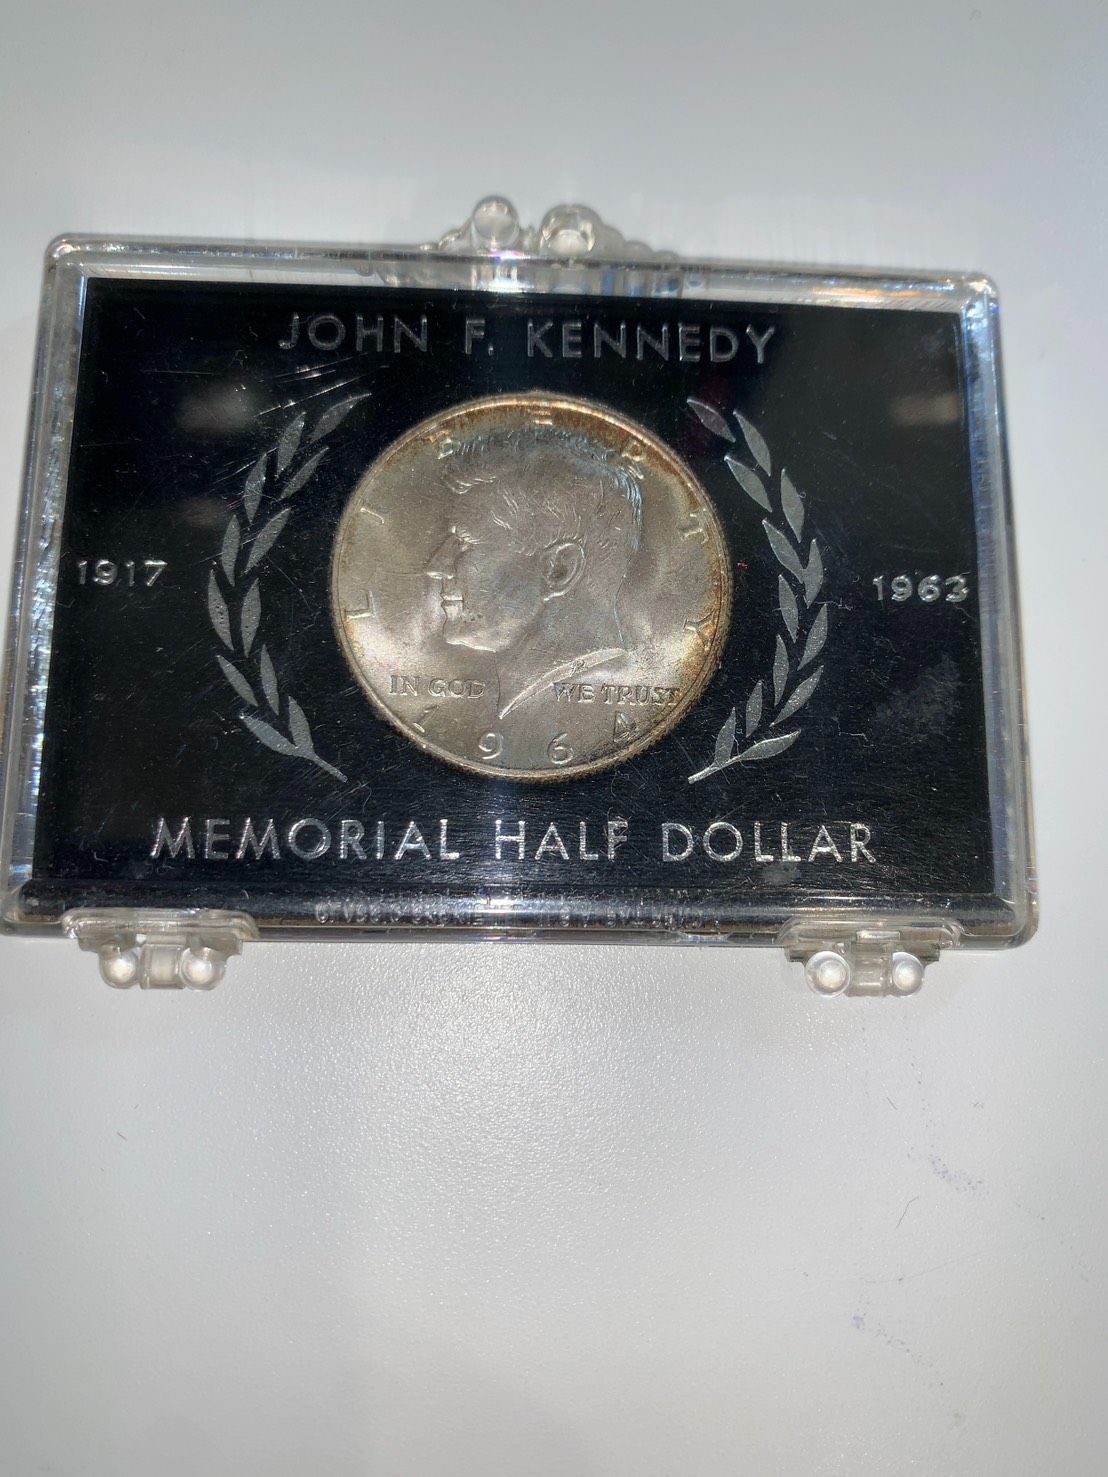 JOHN F. KENNEDY
LIBERTY
1917
1963
IN GOD WE TRUST
1964
MEMORIAL HALF DOLLAR